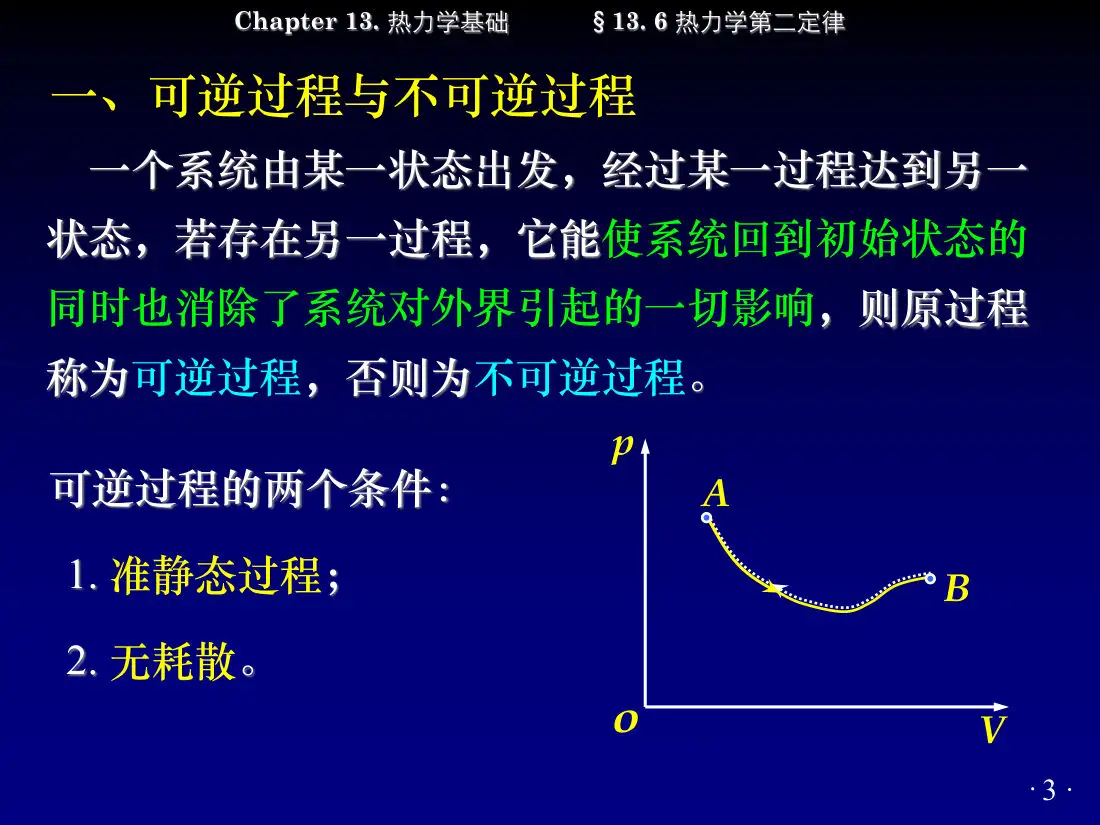 Chapter 13. 热力学基础 § 13. 6 热力学第二定律
一、可逆过程与不可逆过程
一个系统由某一状态出发，经过某一过程达到另一
状态，若存在另一过程，它能使系统回到初始状态的
同时也消除了系统对外界引起的一切影响，则原过程
称为可逆过程，否则为不可逆过程。
可逆过程的两个条件：
1. 准静态过程；
2. 无耗散。
p
A
B
O
V
· 3 ·